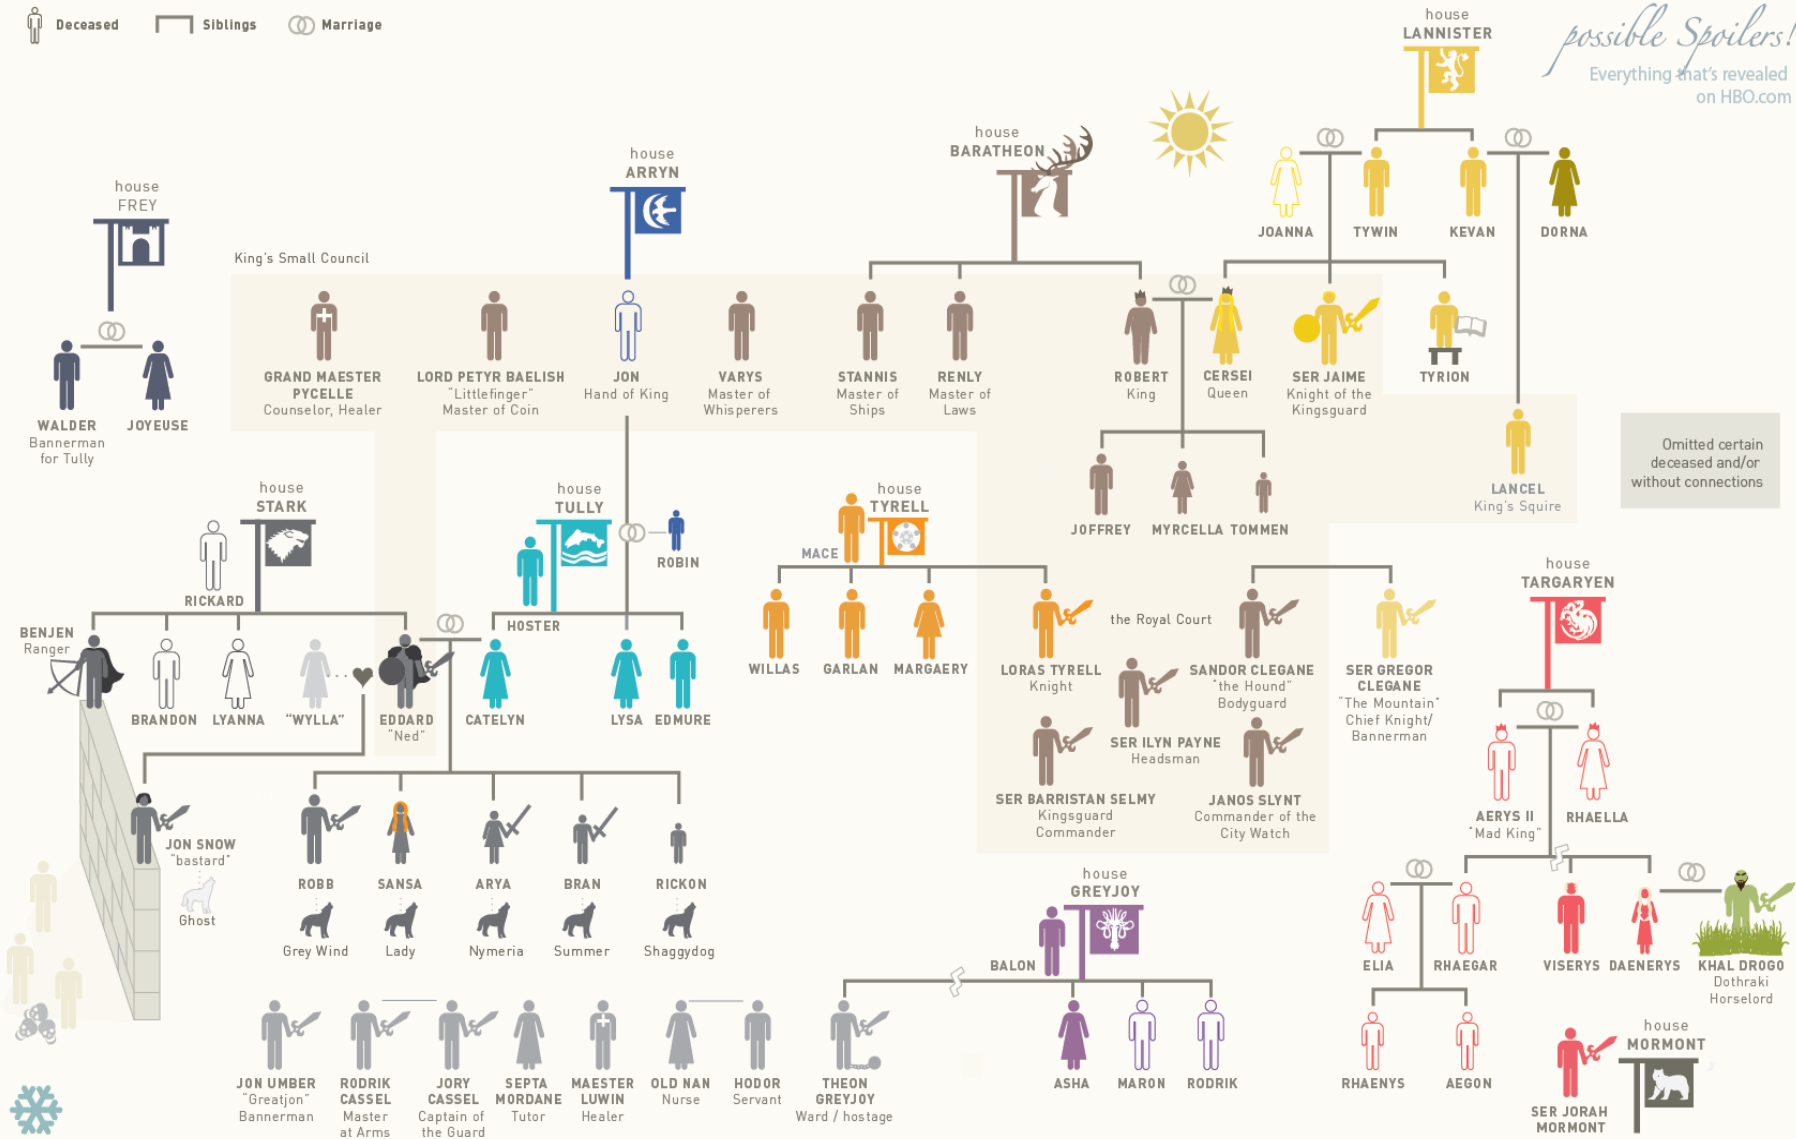 Deceased
Siblings
Marriage
possible Spoilers!
Everything that's revealed
on HBO.com
house
LANNISTER
JOANNA
TYWIN
KEVAN
DORNA
house
BARATHEON
house
ARRYN
house
FREY
King's Small Council
GRAND MAESTER
PYCELLE
Counselor, Healer
LORD PETYR BAELISH
"Littlefinger"
Master of Coin
JON
Hand of King
VARYS
Master of
Whisperers
STANNIS
Master of
Ships
RENLY
Master of
Laws
ROBERT
King
CERSEI
Queen
SER JAIME
Knight of the
Kingsguard
TYRION
WALDER
Bannerman
for Tully
JOYEUSE
LANCEL
King's Squire
Omitted certain
deceased and/or
without connections
JOFFREY
MYRCELLA
TOMMEN
house
STARK
RICKARD
house
TULLY
HOSTER
ROBIN
house
TYRELL
MACE
BENJEN
Ranger
BRANDON
LYANNA
"WYLLA"
EDDARD
"Ned"
CATELYN
LYSA
EDMURE
WILLAS
GARLAN
MARGAERY
LORAS TYRELL
Knight
the Royal Court
SANDOR CLEGANE
"the Hound"
Bodyguard
SER GREGOR
CLEGANE
"The Mountain"
Chief Knight/
Bannerman
SER ILYN PAYNE
Headsman
SER BARRISTAN SELMY
Kingsguard
Commander
JANOS SLYNT
Commander of the
City Watch
house
TARGARYEN
AERYS II
"Mad King"
RHAELLA
JON SNOW
"bastard"
Ghost
ROBB
SANSA
ARYA
BRAN
RICKON
Grey Wind
Lady
Nymeria
Summer
Shaggydog
house
GREYJOY
BALON
ELIA
RHAEGAR
VISERYS
DAENERYS
KHAL DROGO
Dothraki
Horselord
JON UMBER
"Greatjon"
Bannerman
RODRIK
CASSEL
Master
at Arms
JORY
CASSEL
Captain of
the Guard
SEPTA
MORDANE
Tutor
MAESTER
LUWIN
Healer
OLD NAN
Nurse
HODOR
Servant
THEON
GREYJOY
Ward / hostage
ASHA
MARON
RODRIK
RHAENYS
AEGON
SER JORAH
MORMONT
house
MORMONT